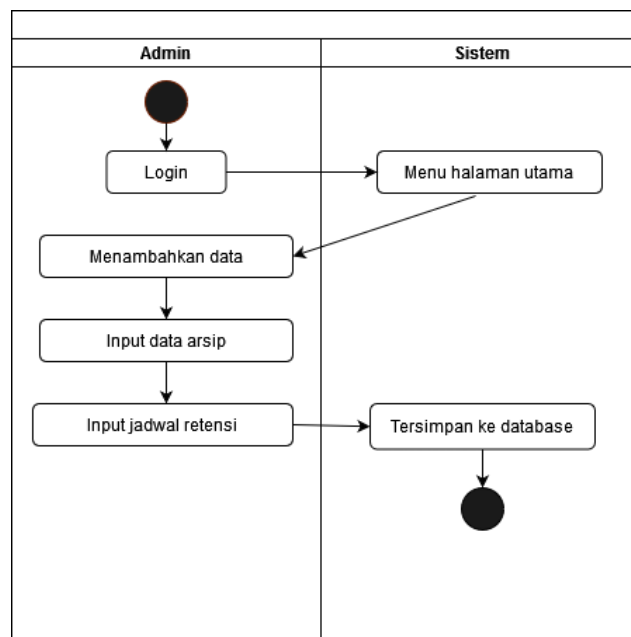 Admin
Sistem
Login
Menu halaman utama
Menambahkan data
Input data arsip
Input jadwal retensi
Tersimpan ke database